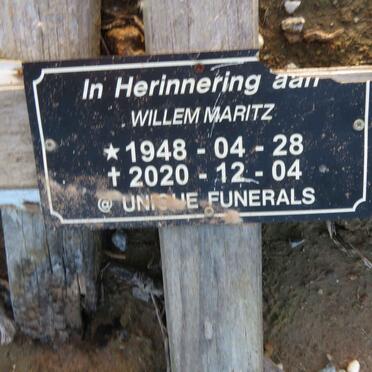 In Herinnering aan
WILLEM MARITZ
★ 1948 - 04 - 28
✝ 2020 - 12 - 04
@ UNIQUE FUNERALS